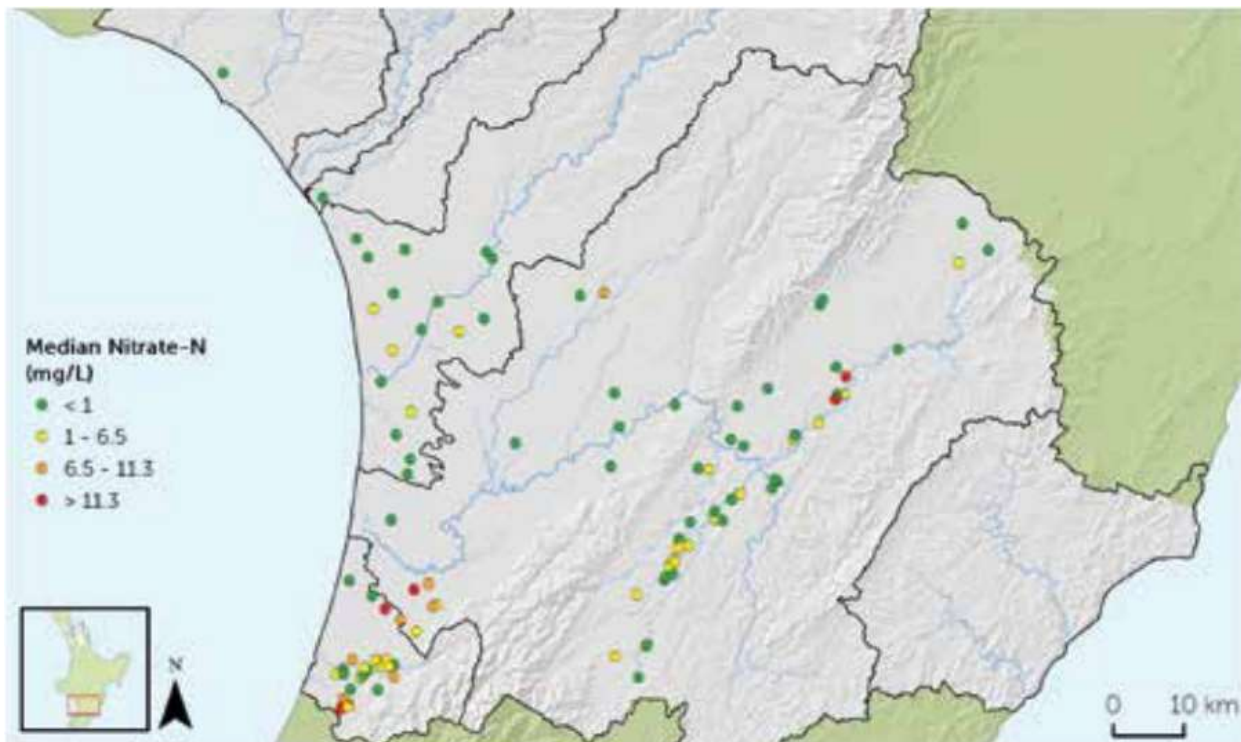 Median Nitrate-N
(mg/L)
< 1
1 - 6.5
6.5 - 11.3
> 11.3
N
0 10 km